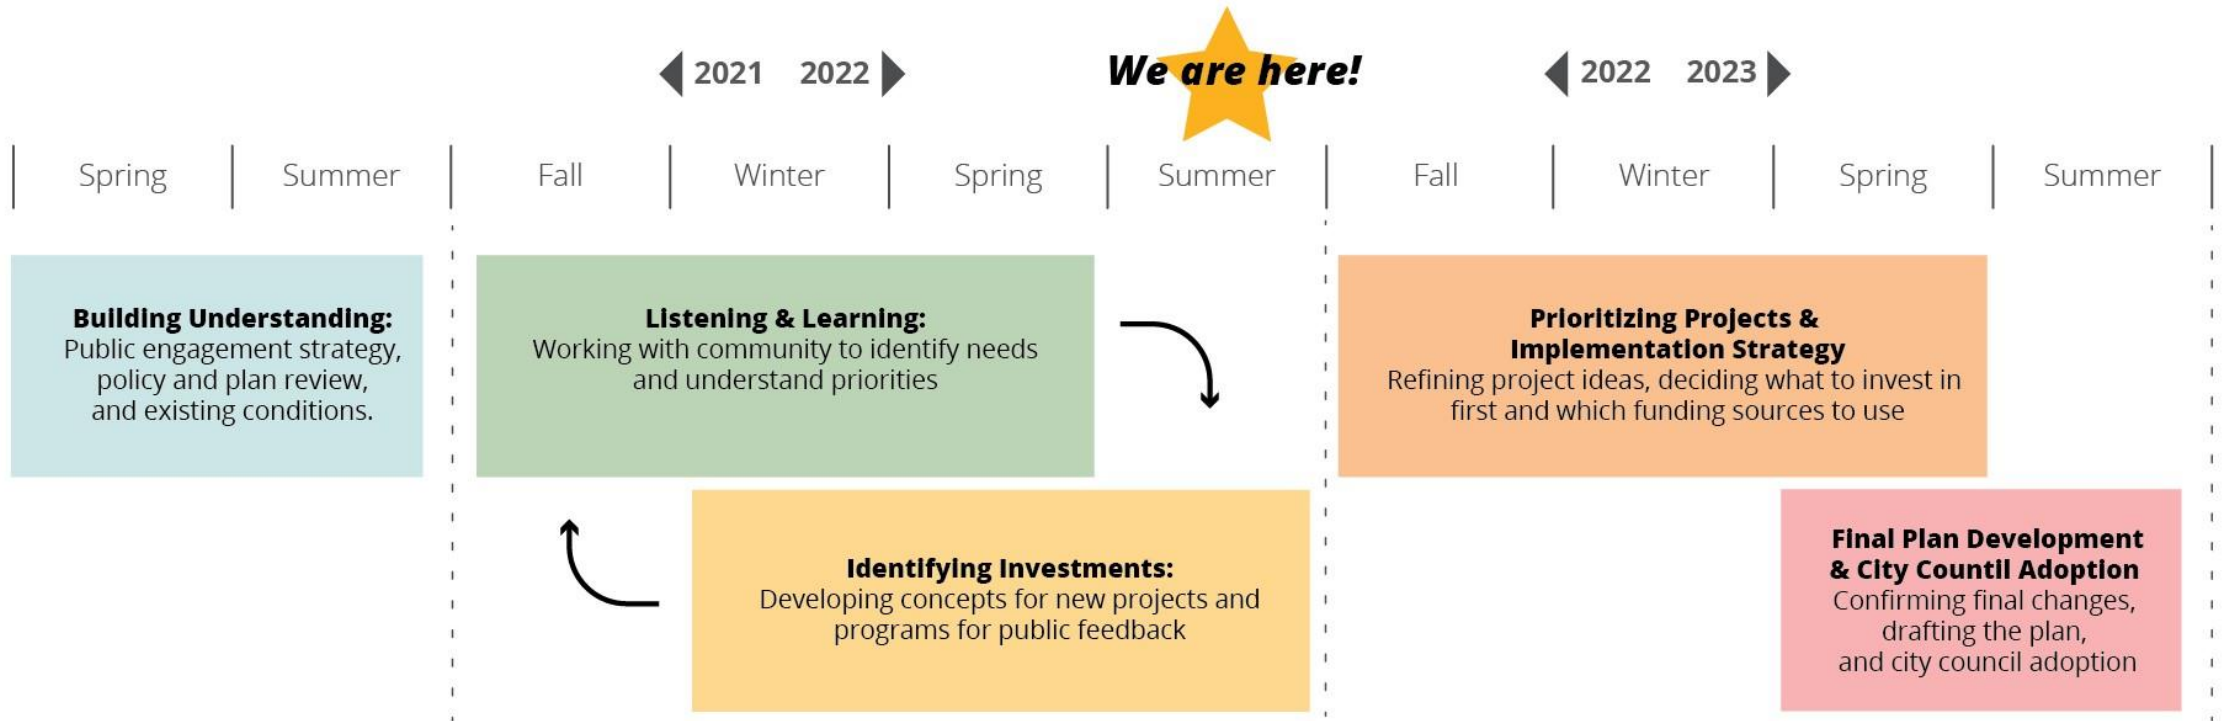 2021 2022
We are here!
2022 2023
Spring Summer Fall Winter Spring Summer Fall Winter Spring Summer
Building Understanding:
Public engagement strategy,
policy and plan review,
and existing conditions.
Listening & Learning:
Working with community to identify needs
and understand priorities
Prioritizing Projects &
Implementation Strategy
Refining project ideas, deciding what to invest in
first and which funding sources to use
Identifying Investments:
Developing concepts for new projects and
programs for public feedback
Final Plan Development
& City Countil Adoption
Confirming final changes,
drafting the plan,
and city council adoption